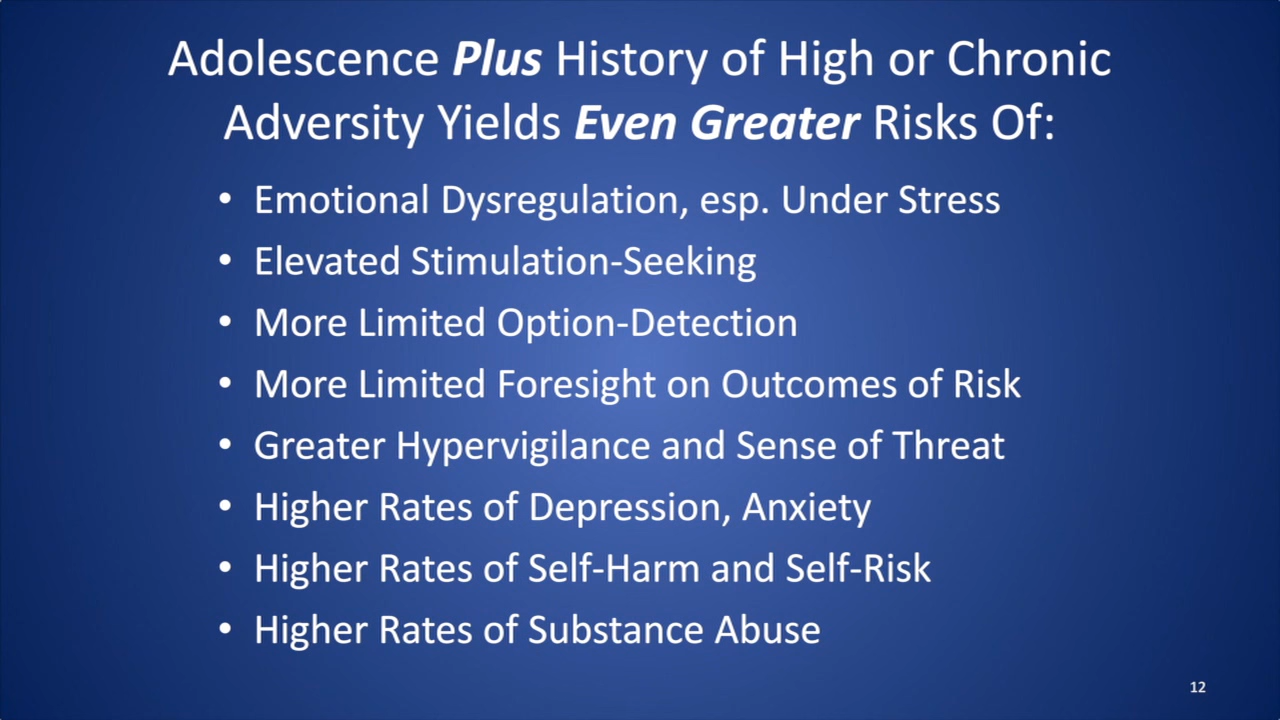 Adolescence Plus History of High or Chronic
Adversity Yields Even Greater Risks Of:
• Emotional Dysregulation, esp. Under Stress
• Elevated Stimulation-Seeking
• More Limited Option-Detection
• More Limited Foresight on Outcomes of Risk
• Greater Hypervigilance and Sense of Threat
• Higher Rates of Depression, Anxiety
• Higher Rates of Self-Harm and Self-Risk
• Higher Rates of Substance Abuse
12